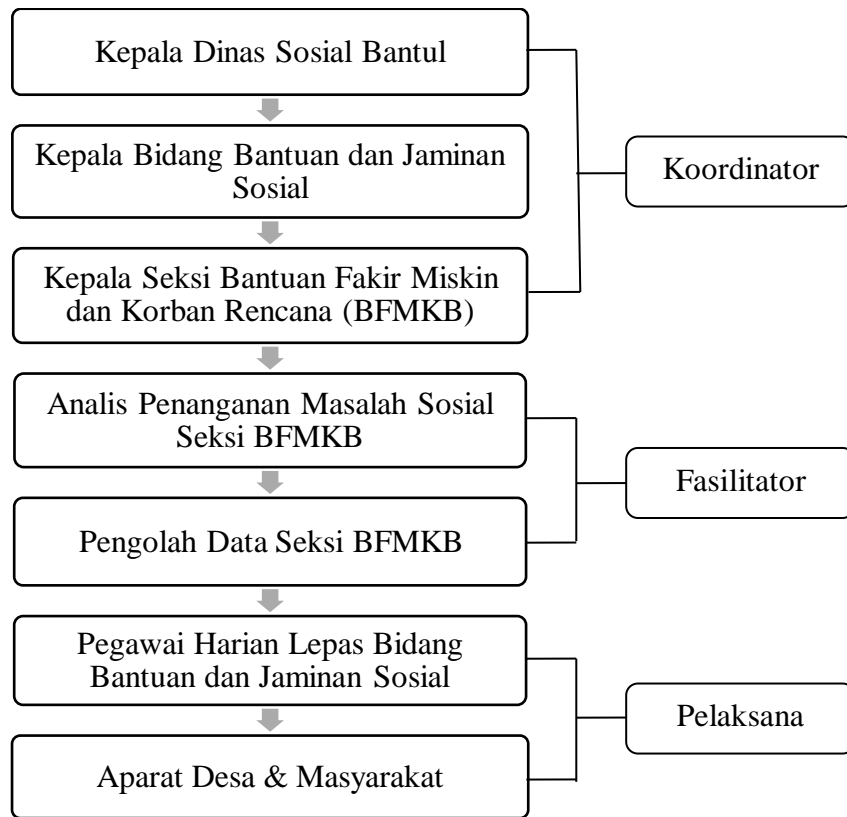 Kepala Dinas Sosial Bantul
Kepala Bidang Bantuan dan Jaminan
Sosial
Koordinator
Kepala Seksi Bantuan Fakir Miskin
dan Korban Rencana (BFMKB)
Analis Penanganan Masalah Sosial
Seksi BFMKB
Fasilitator
Pengolah Data Seksi BFMKB
Pegawai Harian Lepas Bidang
Bantuan dan Jaminan Sosial
Pelaksana
Aparat Desa & Masyarakat